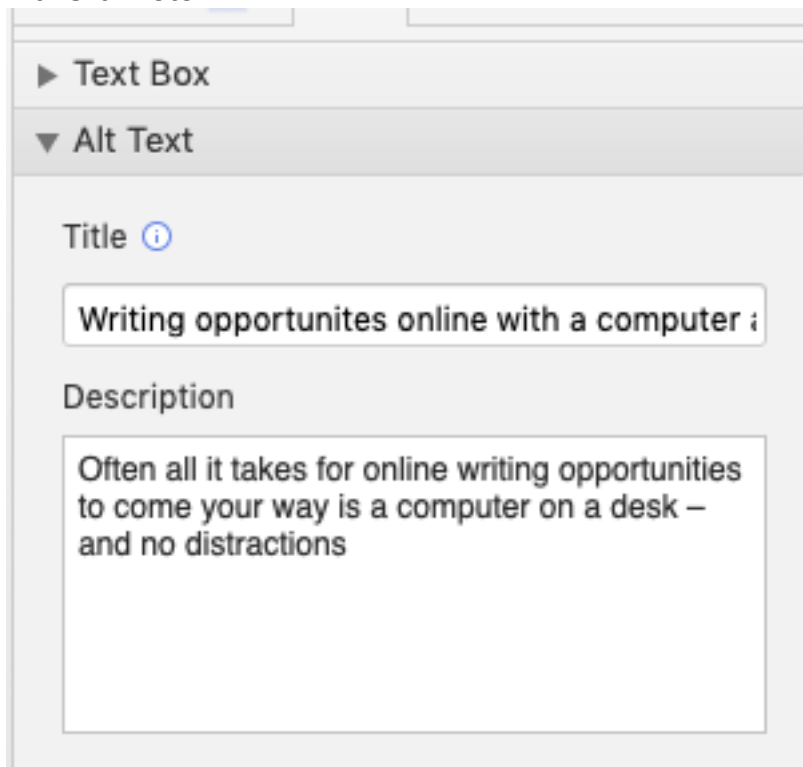 Text Box
Alt Text
Title
Writing opportunites online with a computer
Description
Often all it takes for online writing opportunities
to come your way is a computer on a desk –
and no distractions